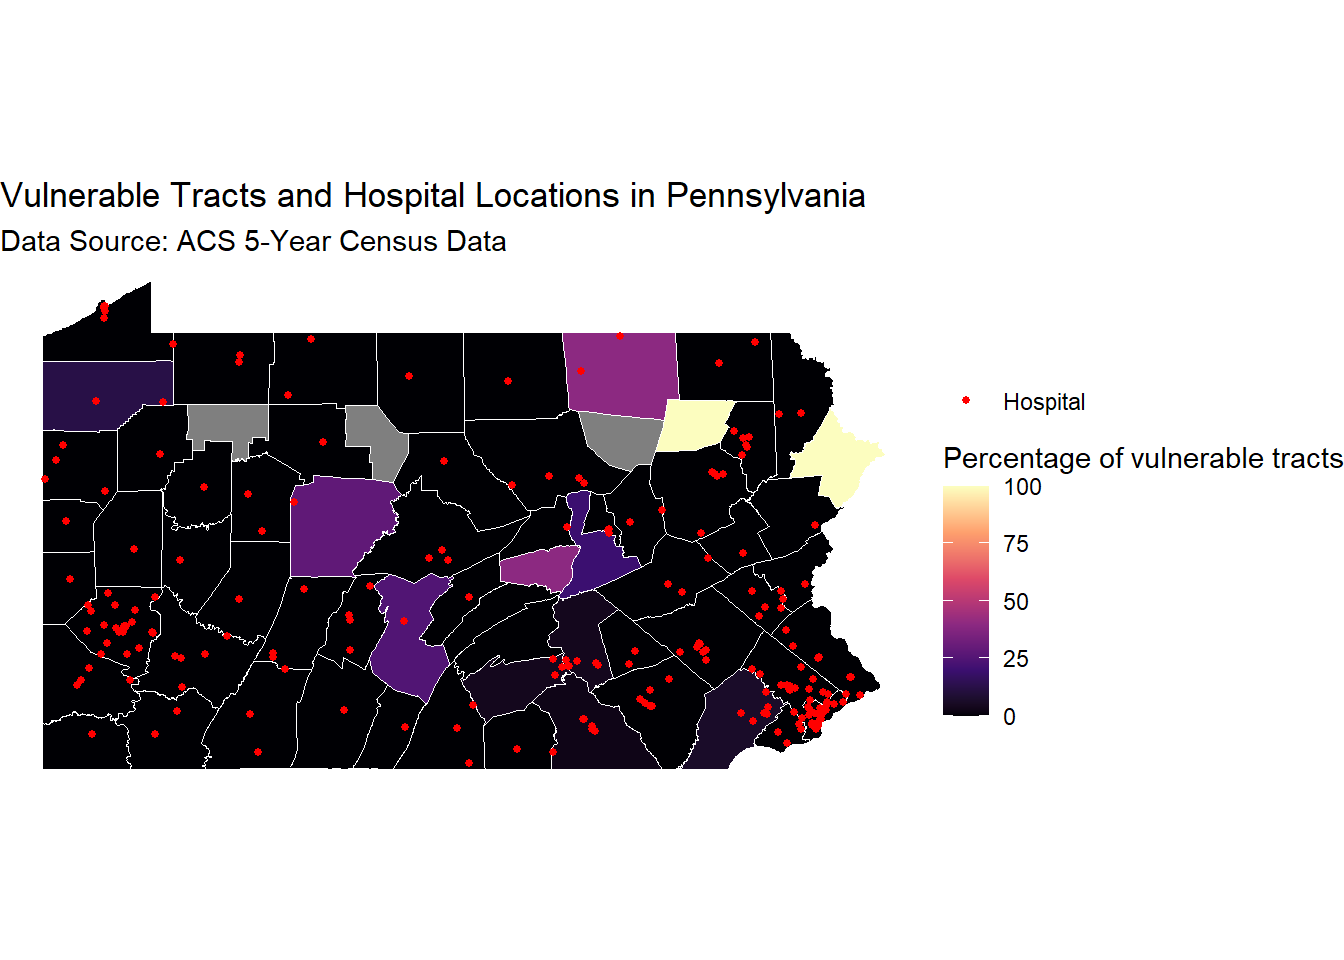 Vulnerable Tracts and Hospital Locations in Pennsylvania
Data Source: ACS 5-Year Census Data
Hospital
Percentage of vulnerable tracts
100
75
50
25
0